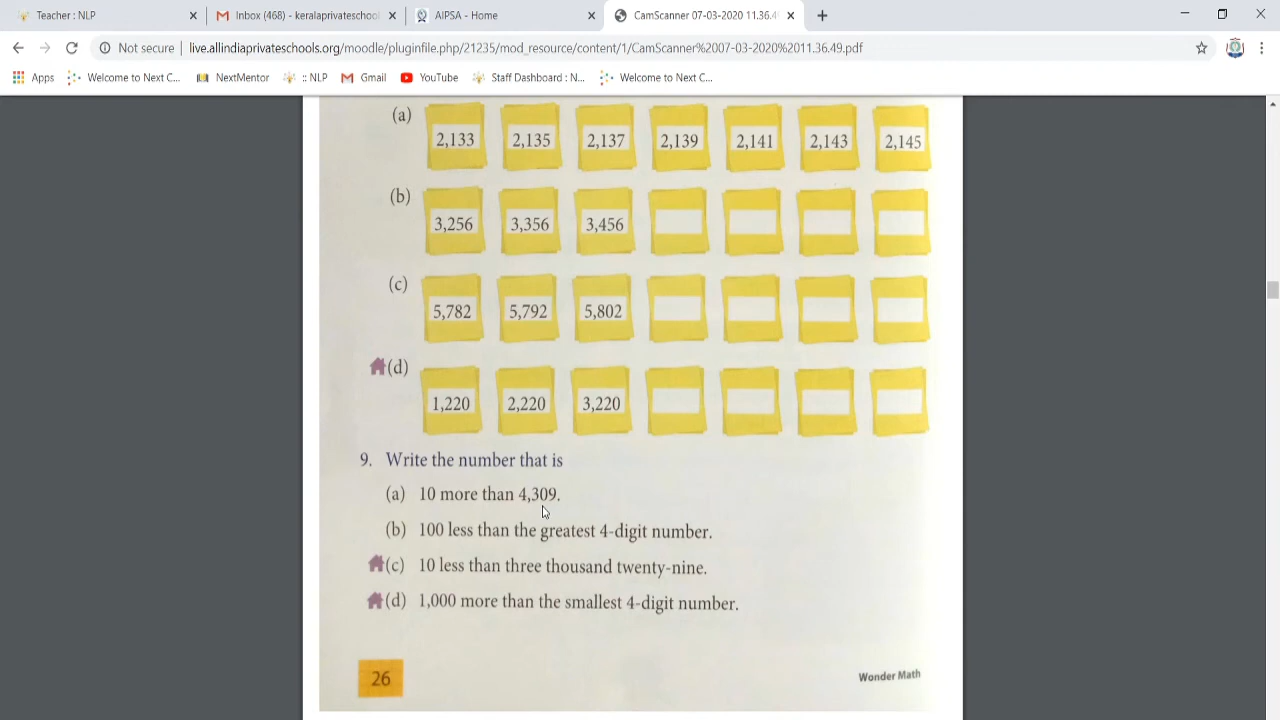 Teacher : NLP
Inbox (468) - keralaprivateschool
AIPSA - Home
CamScanner 07-03-2020 11.36.4
Not secure | live.allindiaprivateschools.org/moodle/pluginfile.php/21235/mod_resource/content/1/CamScanner%2007-03-2020%2011.36.49.pdf
Apps Welcome to Next C... NextMentor :: NLP Gmail YouTube Staff Dashboard : N... Welcome to Next C...
(a) 2,133 2,135 2,137 2,139 2,141 2,143 2,145
(b) 3,256 3,356 3,456
(c) 5,782 5,792 5,802
(d) 1,220 2,220 3,220
9. Write the number that is
(a) 10 more than 4,309.
(b) 100 less than the greatest 4-digit number.
(c) 10 less than three thousand twenty-nine.
(d) 1,000 more than the smallest 4-digit number.
26
Wonder Math